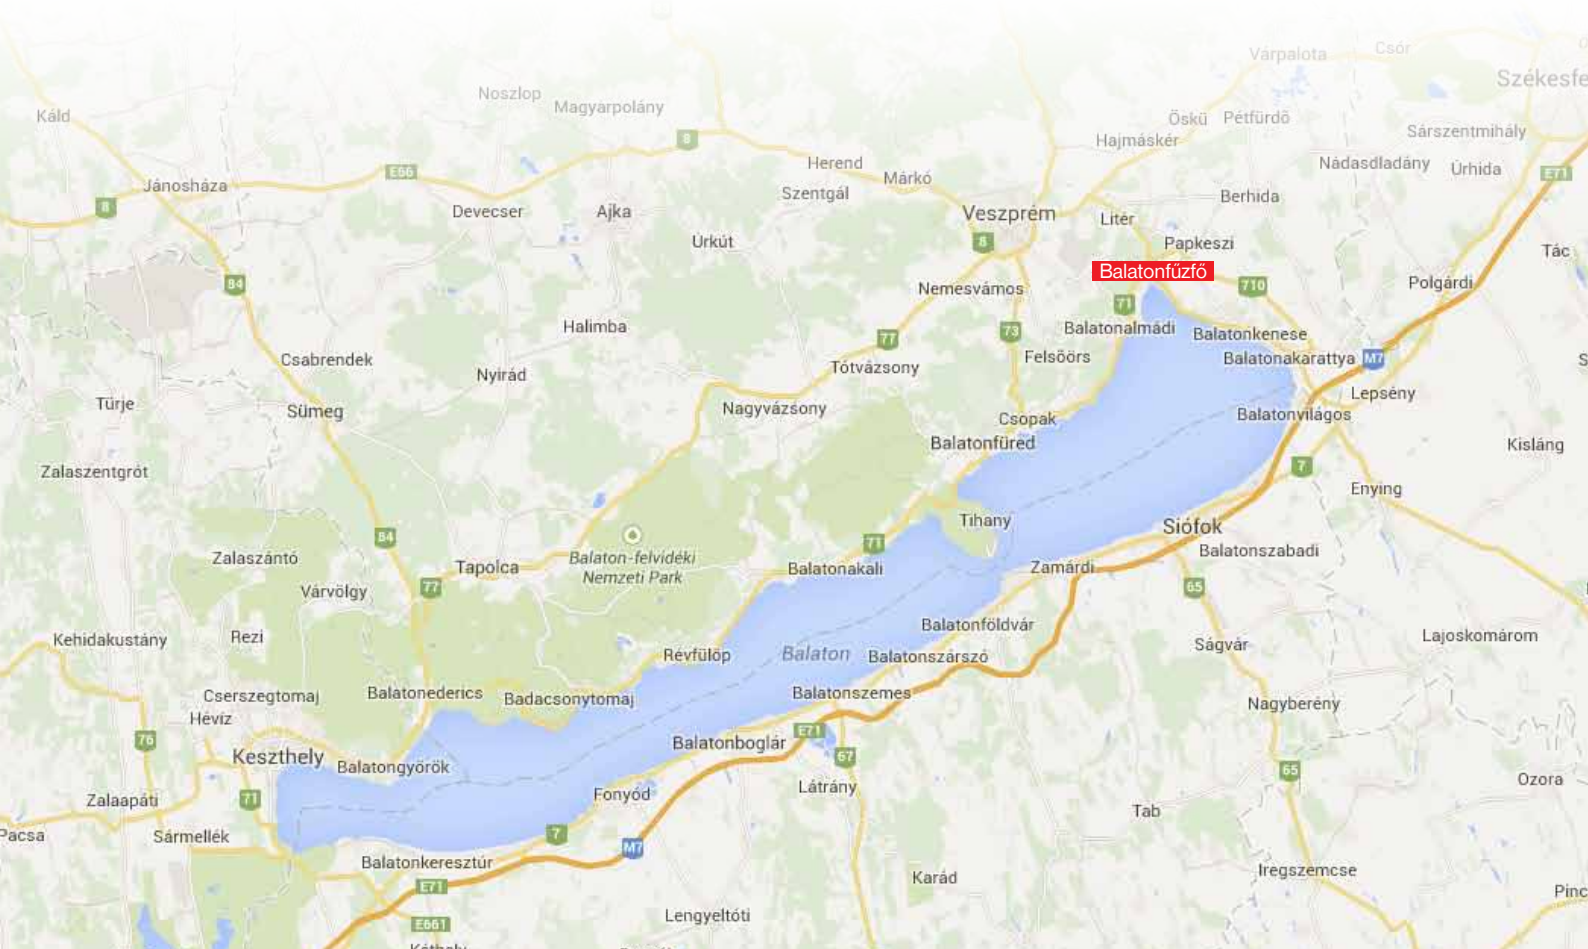 Várpalota
Csór
Székesfe
Noszlop
Magyarpolány
Káld
Öskü
Pétfürdő
Hajmáskér
Sárszentmihály
8
Herend
Márkó
Nádasdladány
Úrhida
E71
E66
Jánosháza
Szentgál
Berhida
8
Devecser
Ajka
Veszprém
Litér
Úrkút
8
Papkeszi
Tác
Balatonfűzfő
84
Nemesvámos
710
Polgárdi
71
Halimba
73
Balatonalmádi
Balatonkenese
77
Csabrendek
Felsőörs
Balatonakarattya
M7
Nyirád
Tótvázsony
Lepsény
Türje
Sümeg
Nagyvázsony
Csopak
Balatonvilágos
Balatonfüred
Kisláng
Zalaszentgrót
7
Enying
Tihany
Siófok
84
71
Balatonszabadi
Zalaszántó
Tapolca
Balaton-felvidéki
Nemzeti Park
Balatonakali
Zamárdi
Várvölgy
77
65
Kehidakustány
Rezi
Balatonföldvár
Ságvár
Lajoskomárom
Révfülöp
Balaton
Balatonszárszó
Cserszegtomaj
Balatonederics
Badacsonytomaj
Balatonszemes
Nagyberény
Hévíz
76
Keszthely
Balatongyörök
Balatonboglár
E71
67
65
Zalaapáti
71
Fonyód
Látrány
Ozora
Pacsa
Sármellék
7
M7
Tab
Balatonkeresztúr
E71
Karád
Iregszemcse
Pinc
E661
Lengyeltóti